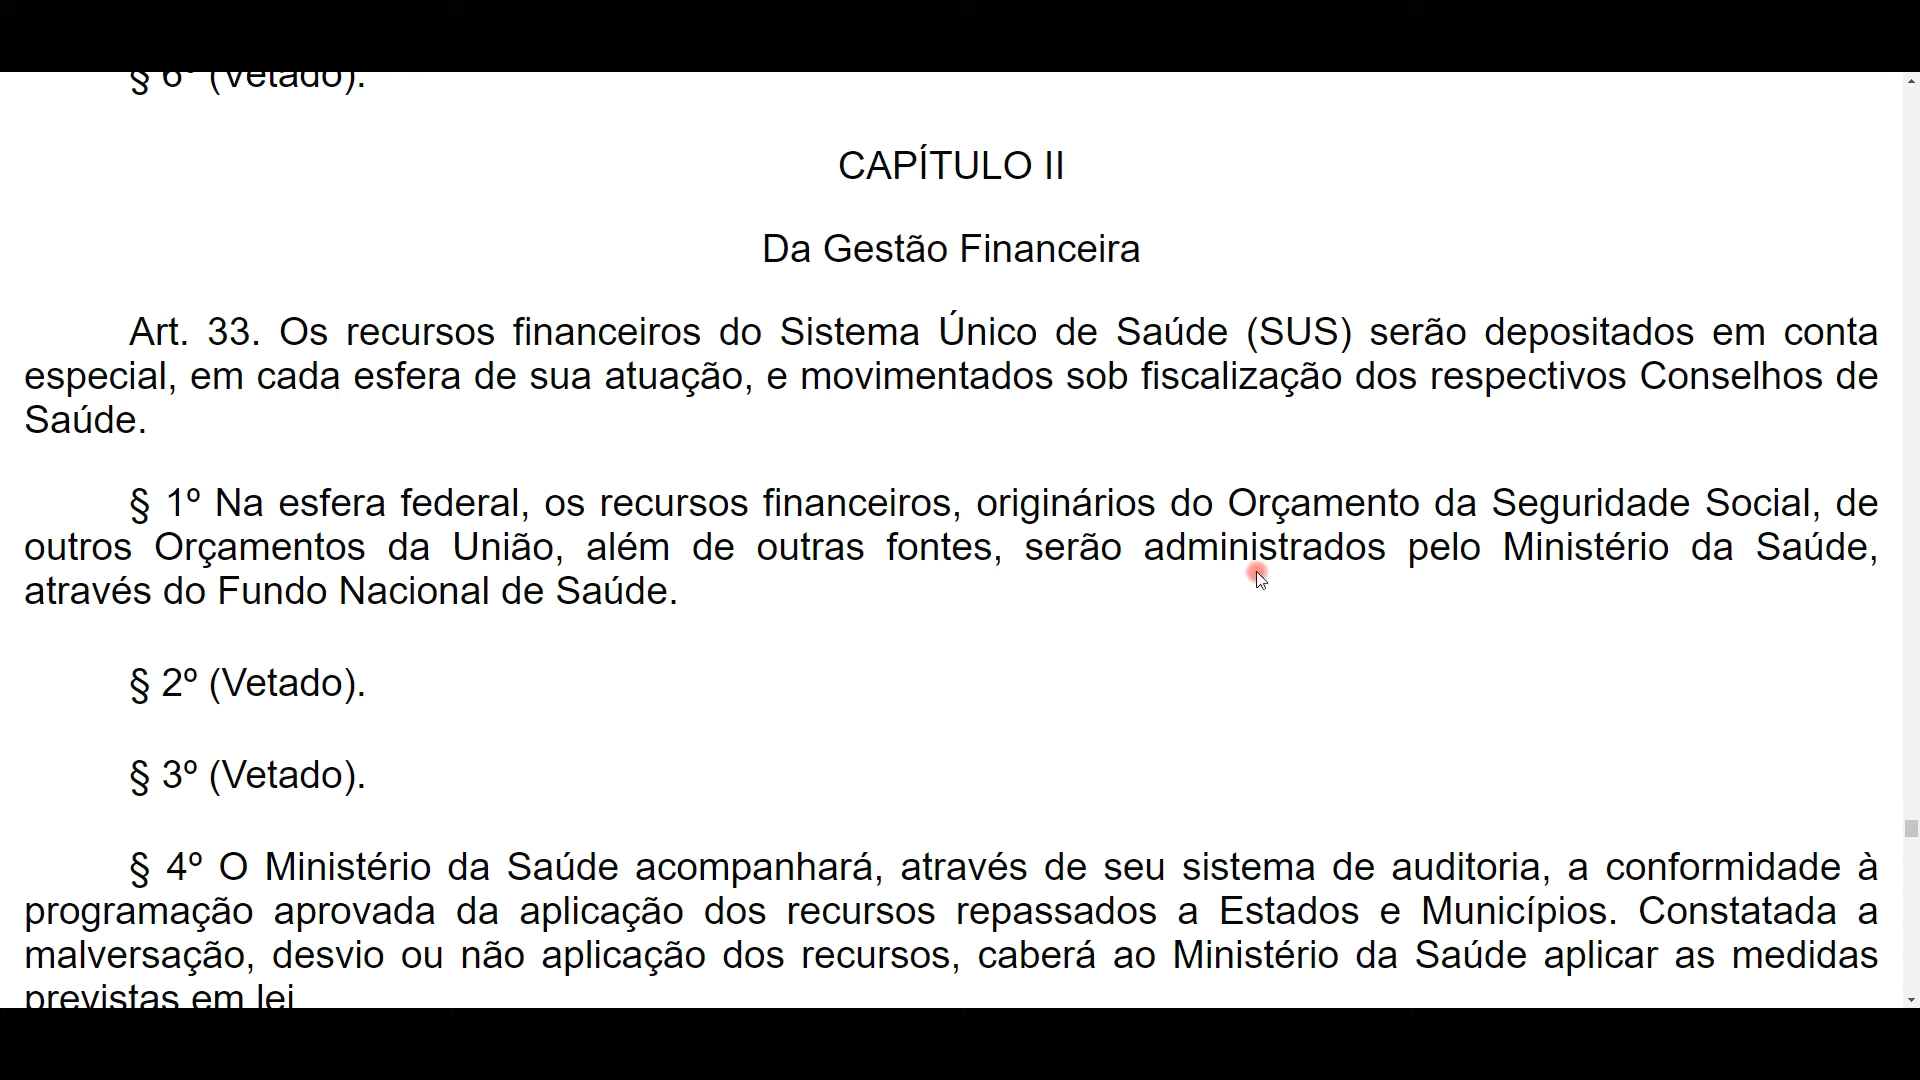 § 6º (Vetado).
CAPÍTULO II
Da Gestão Financeira
Art. 33. Os recursos financeiros do Sistema Único de Saúde (SUS) serão depositados em conta
especial, em cada esfera de sua atuação, e movimentados sob fiscalização dos respectivos Conselhos de
Saúde.
§ 1º Na esfera federal, os recursos financeiros, originários do Orçamento da Seguridade Social, de
outros Orçamentos da União, além de outras fontes, serão administrados pelo Ministério da Saúde,
através do Fundo Nacional de Saúde.
§ 2º (Vetado).
§ 3º (Vetado).
§ 4º O Ministério da Saúde acompanhará, através de seu sistema de auditoria, a conformidade à
programação aprovada da aplicação dos recursos repassados a Estados e Municípios. Constatada a
malversação, desvio ou não aplicação dos recursos, caberá ao Ministério da Saúde aplicar as medidas
previstas em lei